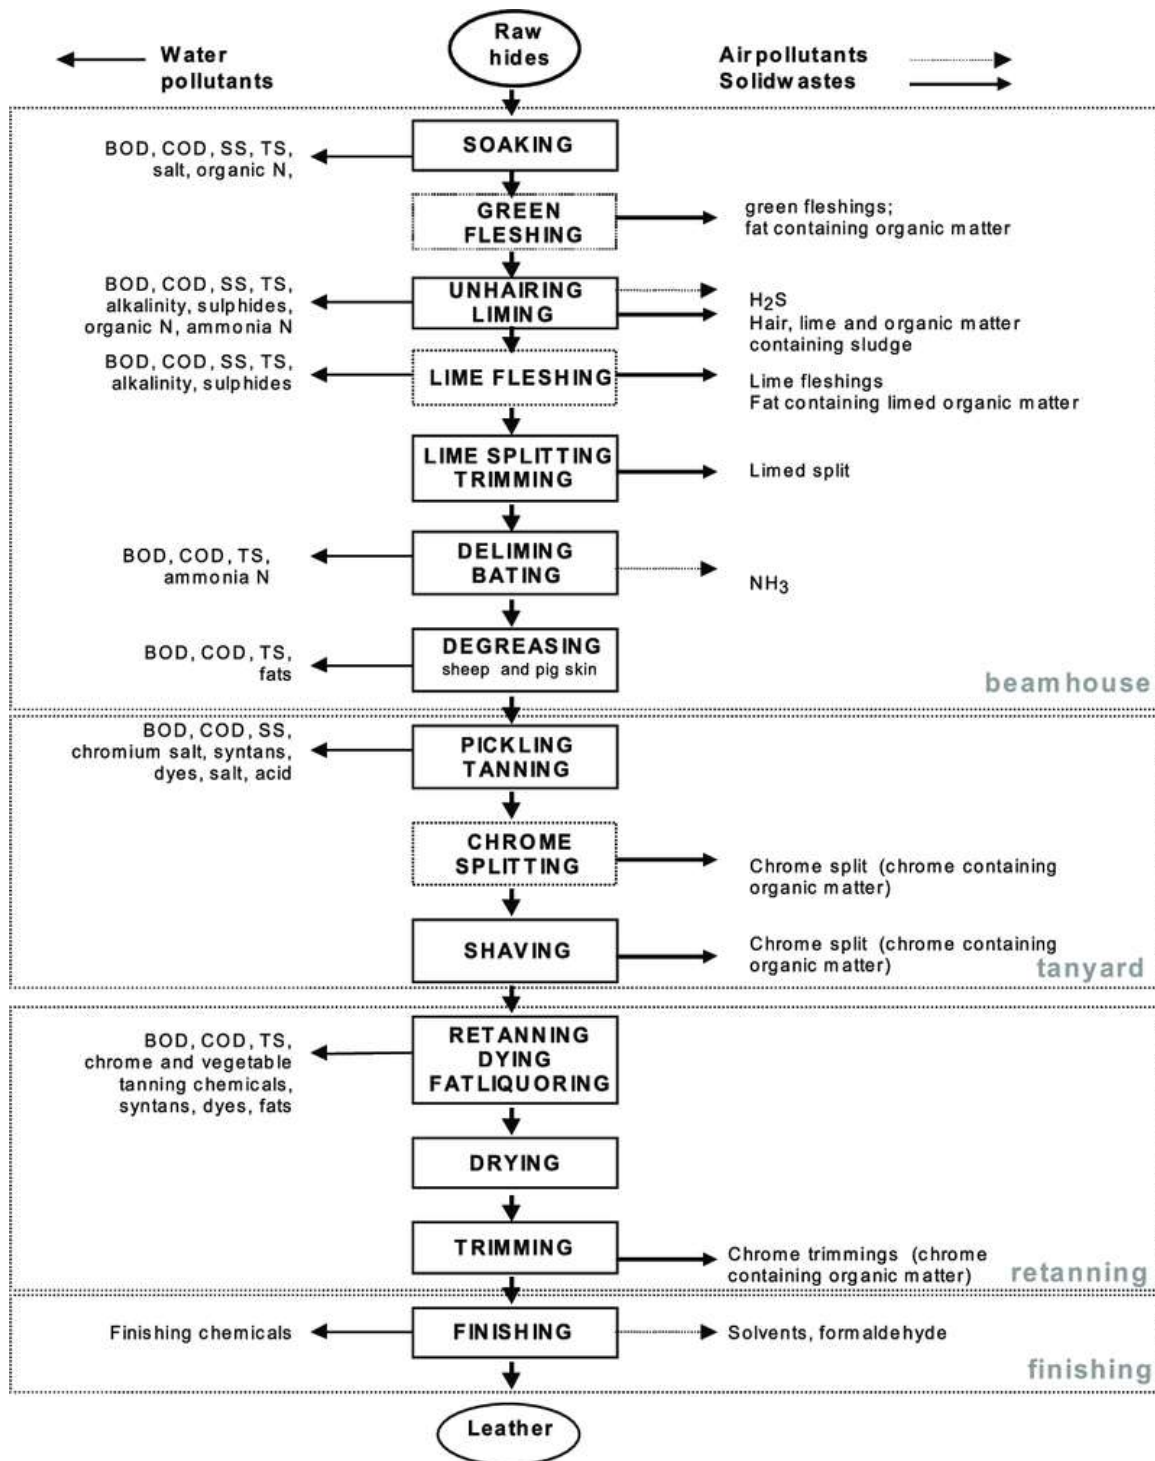 Raw
hides
Water
pollutants
Airpollutants
Solidwastes
BOD, COD, SS, TS,
salt, organic N,
SOAKING
GREEN
FLESHING
green fleshings;
fat containing organic matter
BOD, COD, SS, TS,
alkalinity, sulphides,
organic N, ammonia N
UNHAIRING
LIMING
H2S
Hair, lime and organic matter
containing sludge
BOD, COD, SS, TS,
alkalinity, sulphides
LIME FLESHING
Lime fleshings
Fat containing limed organic matter
LIME SPLITTING
TRIMMING
Limed split
BOD, COD, TS,
ammonia N
DELIMING
BATING
NH3
BOD, COD, TS,
fats
DEGREASING
sheep and pig skin
beamhouse
BOD, COD, SS,
chromium salt, syntans,
dyes, salt, acid
PICKLING
TANNING
CHROME
SPLITTING
Chrome split (chrome containing
organic matter)
SHAVING
Chrome split (chrome containing
organic matter)
tanyard
BOD, COD, TS,
chrome and vegetable
tanning chemicals,
syntans, dyes, fats
RETANNING
DYING
FATLIQUORING
DRYING
TRIMMING
Chrome trimmings (chrome
containing organic matter)
retanning
Finishing chemicals
FINISHING
Solvents, formaldehyde
finishing
Leather